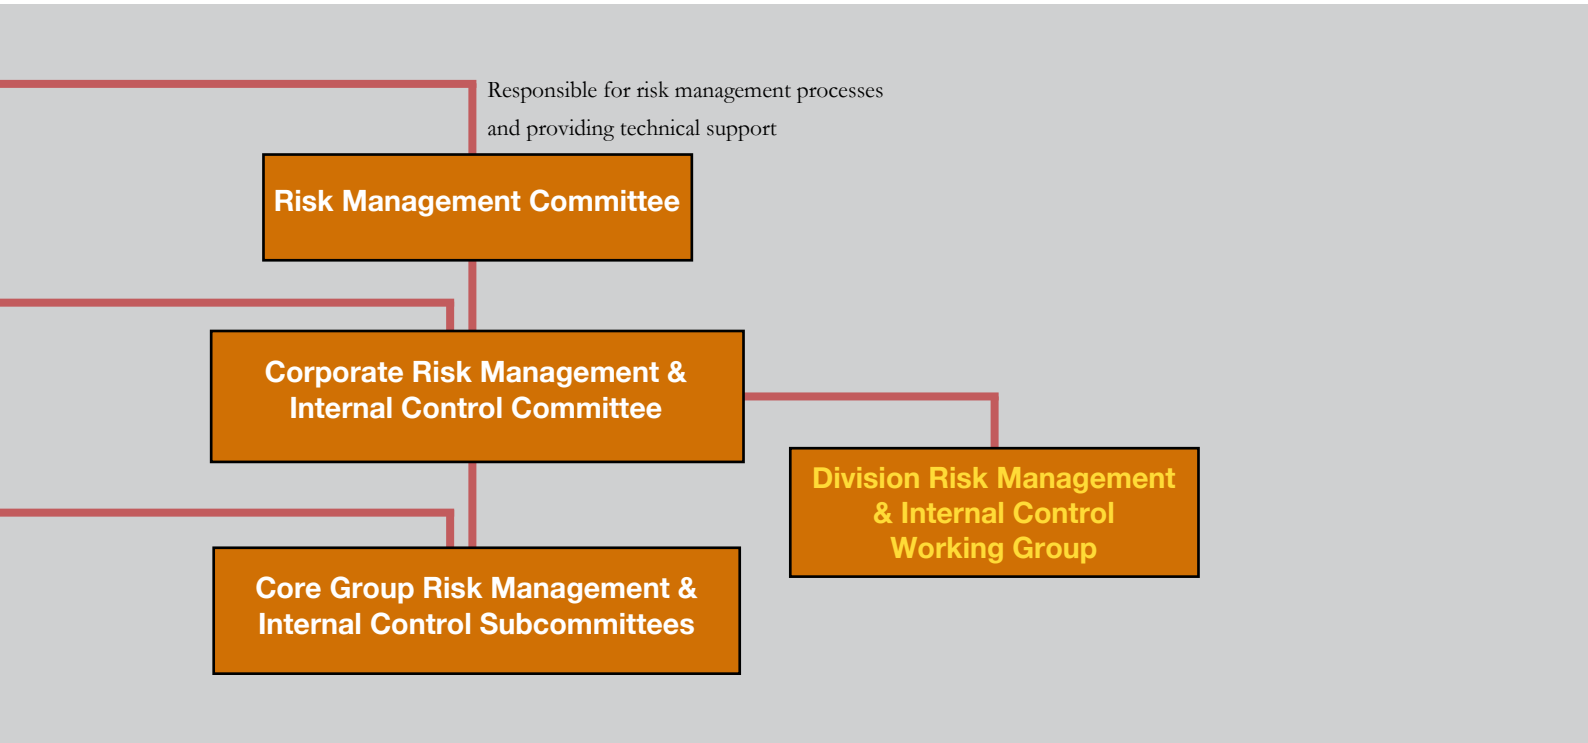 Responsible for risk management processes
and providing technical support
Risk Management Committee
Corporate Risk Management &
Internal Control Committee
Division Risk Management
& Internal Control
Working Group
Core Group Risk Management &
Internal Control Subcommittees